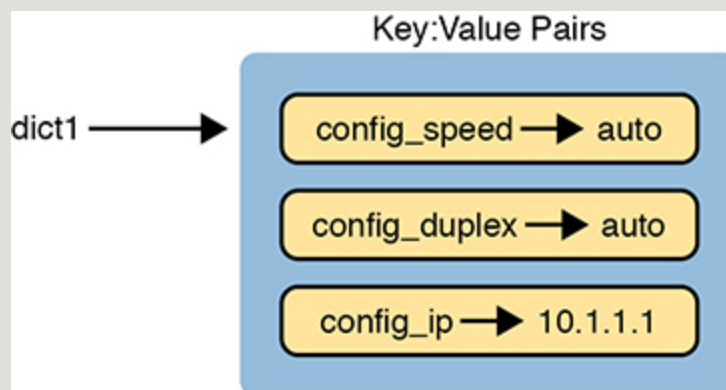 Key:Value Pairs
dict1
config_speed auto
config_duplex auto
config_ip 10.1.1.1